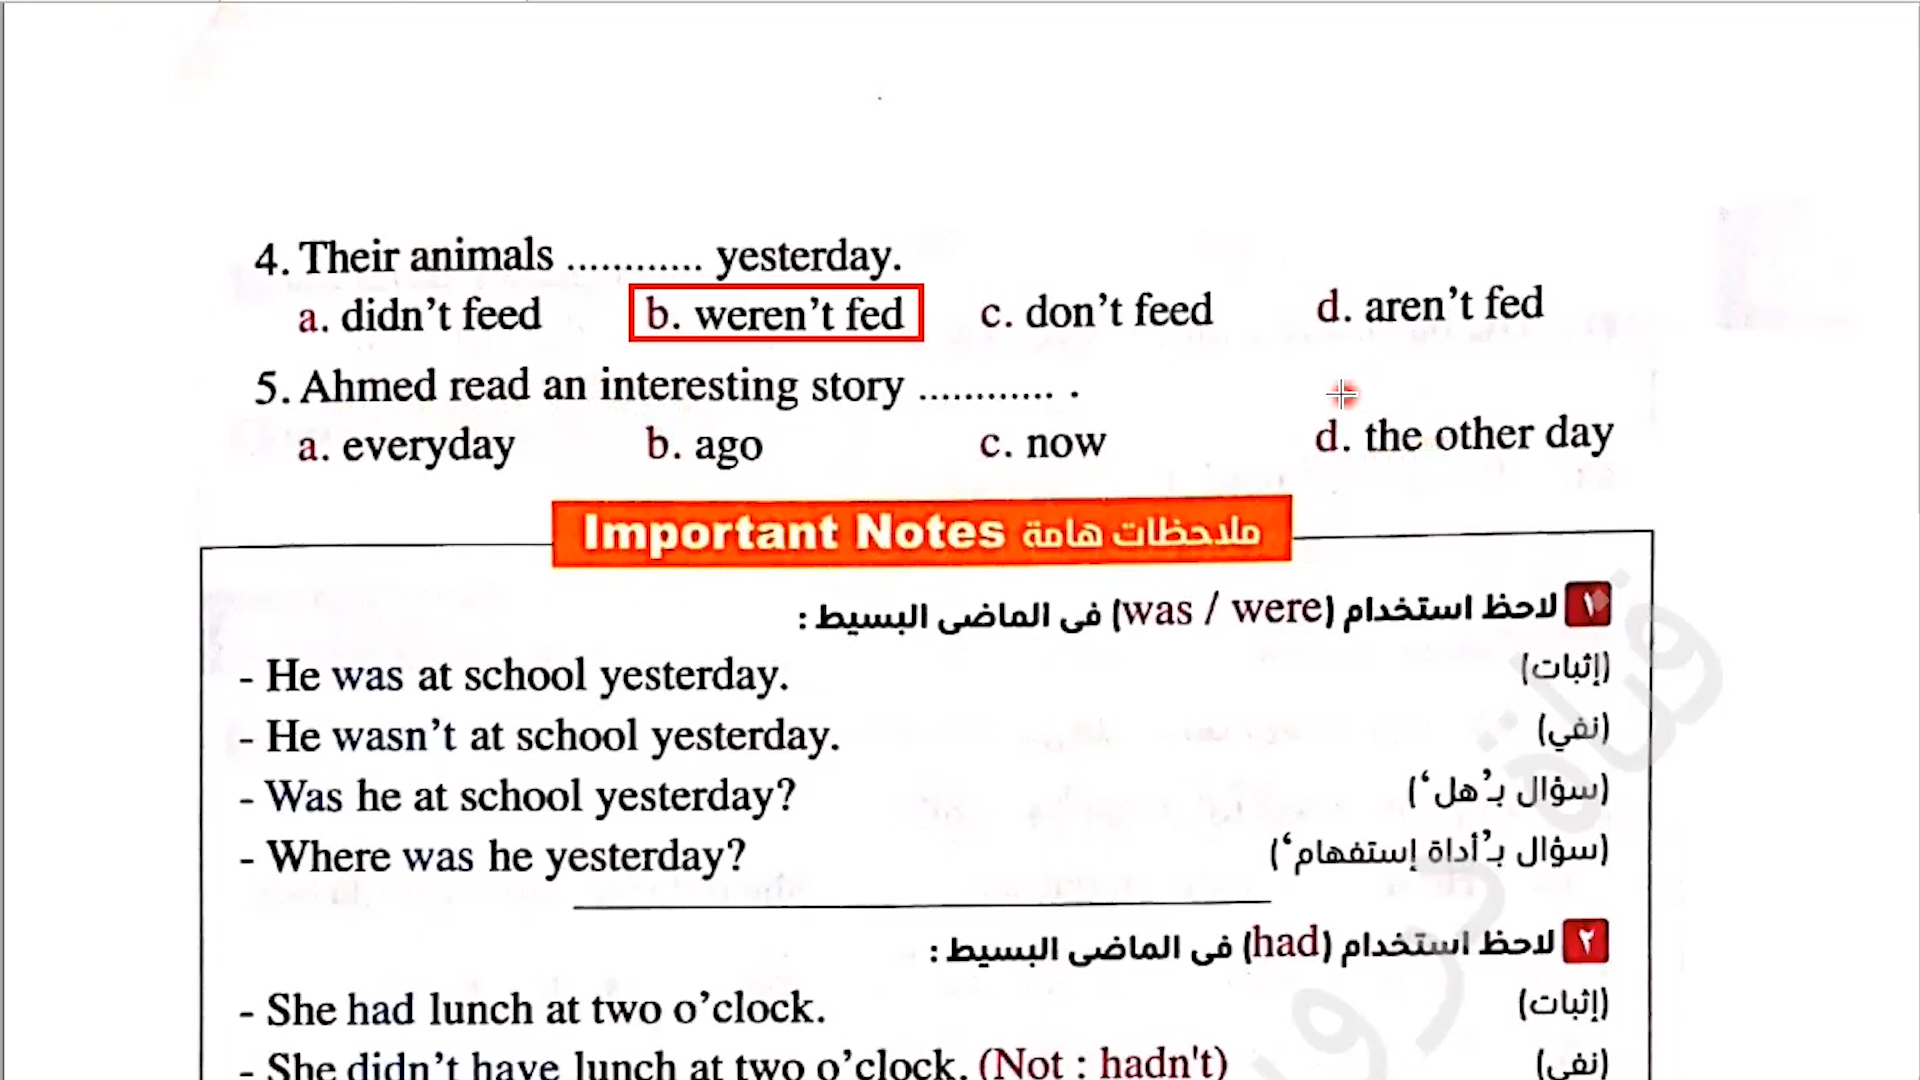 4. Their animals ............ yesterday.
a. didn’t feed b. weren’t fed c. don’t feed d. aren’t fed
5. Ahmed read an interesting story ............ .
a. everyday b. ago c. now d. the other day
Important Notes ملاحظات هامة
١ لاحظ استخدام (was / were) فى الماضى البسيط :
- He was at school yesterday. (إثبات)
- He wasn’t at school yesterday. (نفي)
- Was he at school yesterday? (سؤال بـ’هل‘)
- Where was he yesterday? (سؤال بـ’أداة إستفهام‘)
٢ لاحظ استخدام (had) فى الماضى البسيط :
- She had lunch at two o’clock. (إثبات)
- She didn’t have lunch at two o’clock. (Not : hadn't) (نفي)
قناة